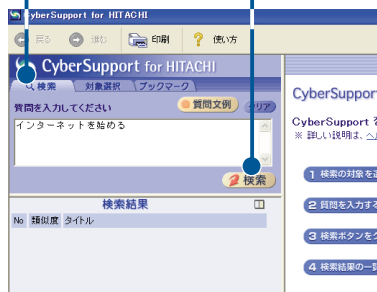 CyberSupport for HITACHI
戻る 進む 印刷 ? 使い方
CyberSupport for HITACHI
検索 対象選択 ブックマーク
質問を入力してください 質問文例 クリア
インターネットを始める
検索
検索結果
No 類似度 タイトル
CyberSuppor
CyberSupport
※ 詳しい説明は、ヘ
1 検索の対象を選
2 質問を入力する
3 検索ボタンをク
4 検索結果の一覧